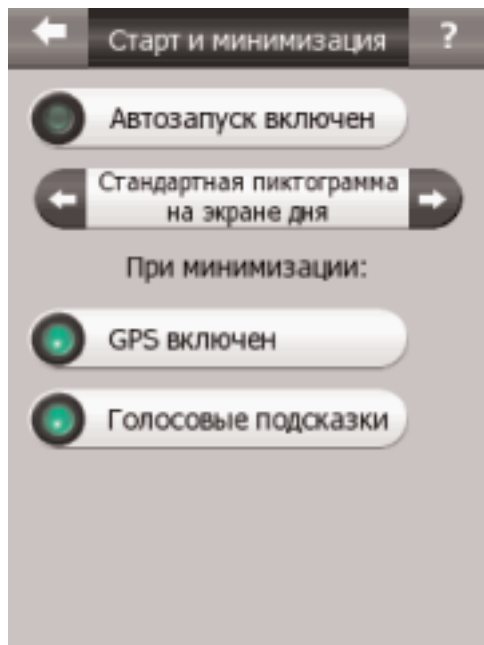 Старт и минимизация ?
Автозапуск включен
Стандартная пиктограмма
на экране дня
При минимизации:
GPS включен
Голосовые подсказки